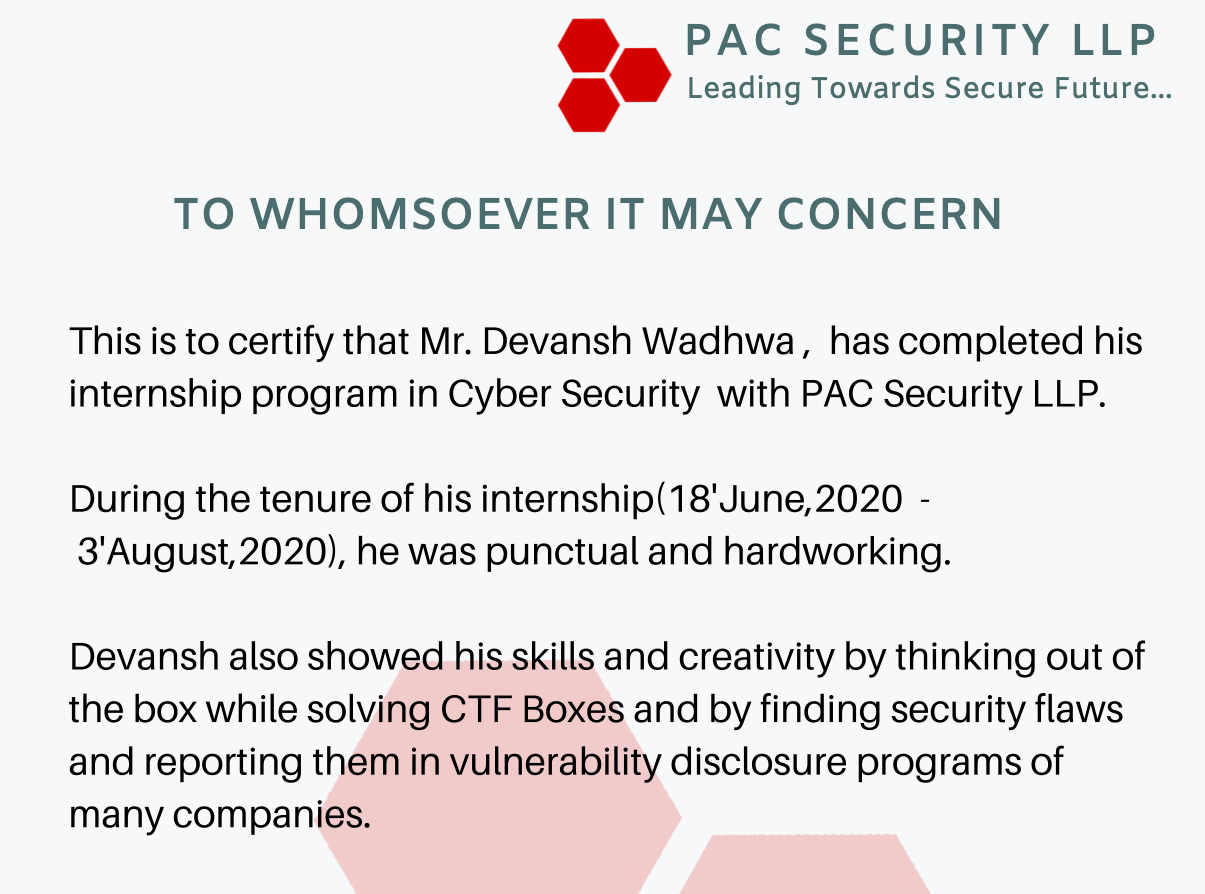 PAC SECURITY LLP
Leading Towards Secure Future...
TO WHOMSOEVER IT MAY CONCERN
This is to certify that Mr. Devansh Wadhwa ,  has completed his
internship program in Cyber Security  with PAC Security LLP.
During the tenure of his internship(18'June,2020  -
3'August,2020), he was punctual and hardworking.
Devansh also showed his skills and creativity by thinking out of
the box while solving CTF Boxes and by finding security flaws
and reporting them in vulnerability disclosure programs of
many companies.